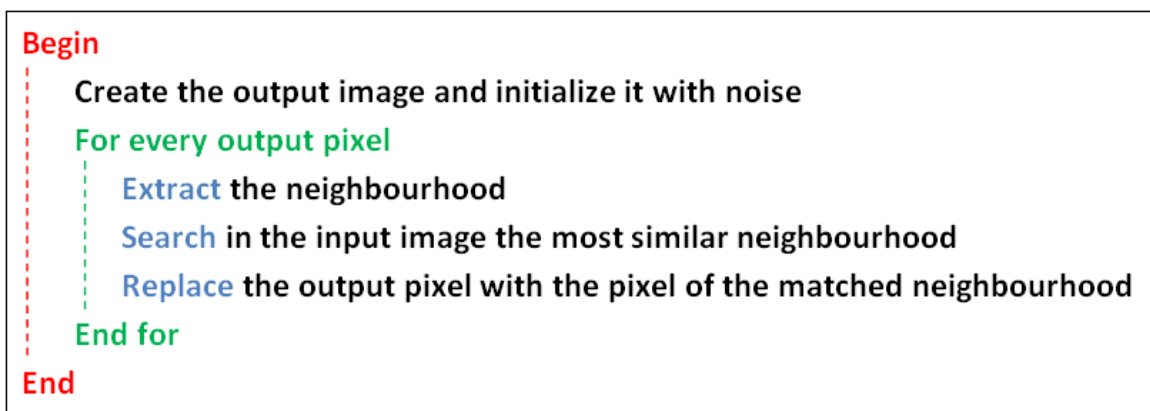 Begin
Create the output image and initialize it with noise
For every output pixel
Extract the neighbourhood
Search in the input image the most similar neighbourhood
Replace the output pixel with the pixel of the matched neighbourhood
End for
End